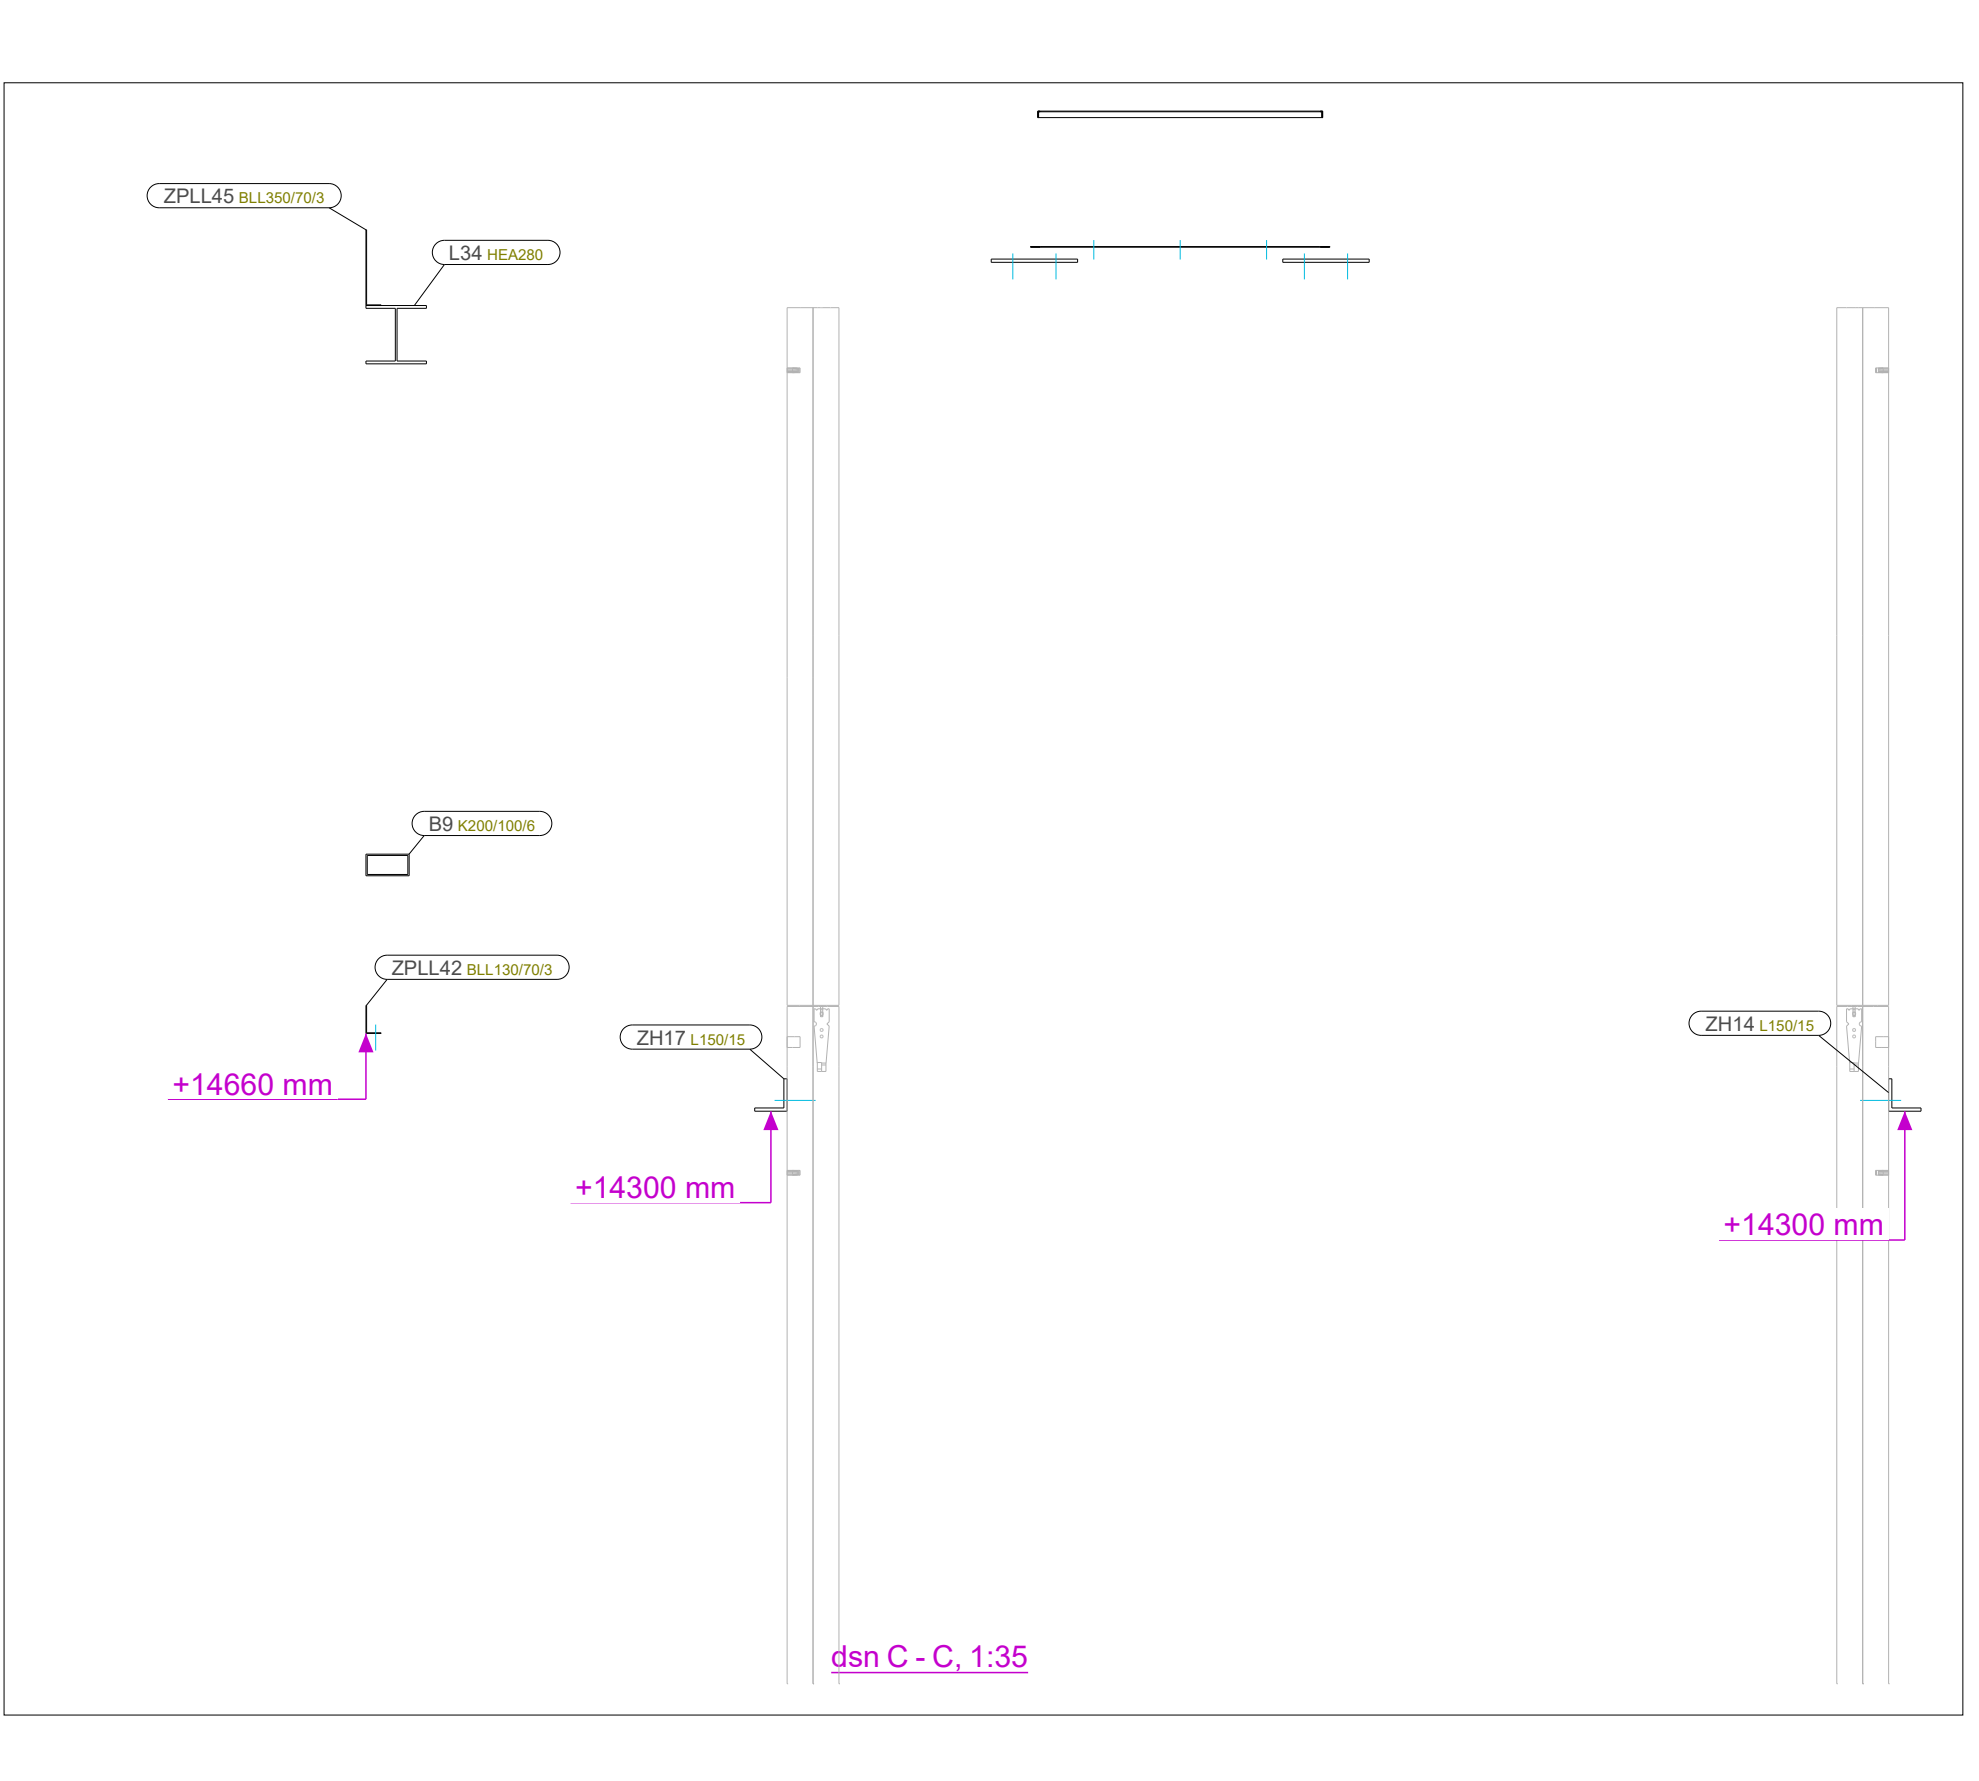 ZPLL45 BLL350/70/3
L34 HEA280
B9 K200/100/6
ZPLL42 BLL130/70/3
+14660 mm
ZH17 L150/15
+14300 mm
ZH14 L150/15
+14300 mm
dsn C - C, 1:35